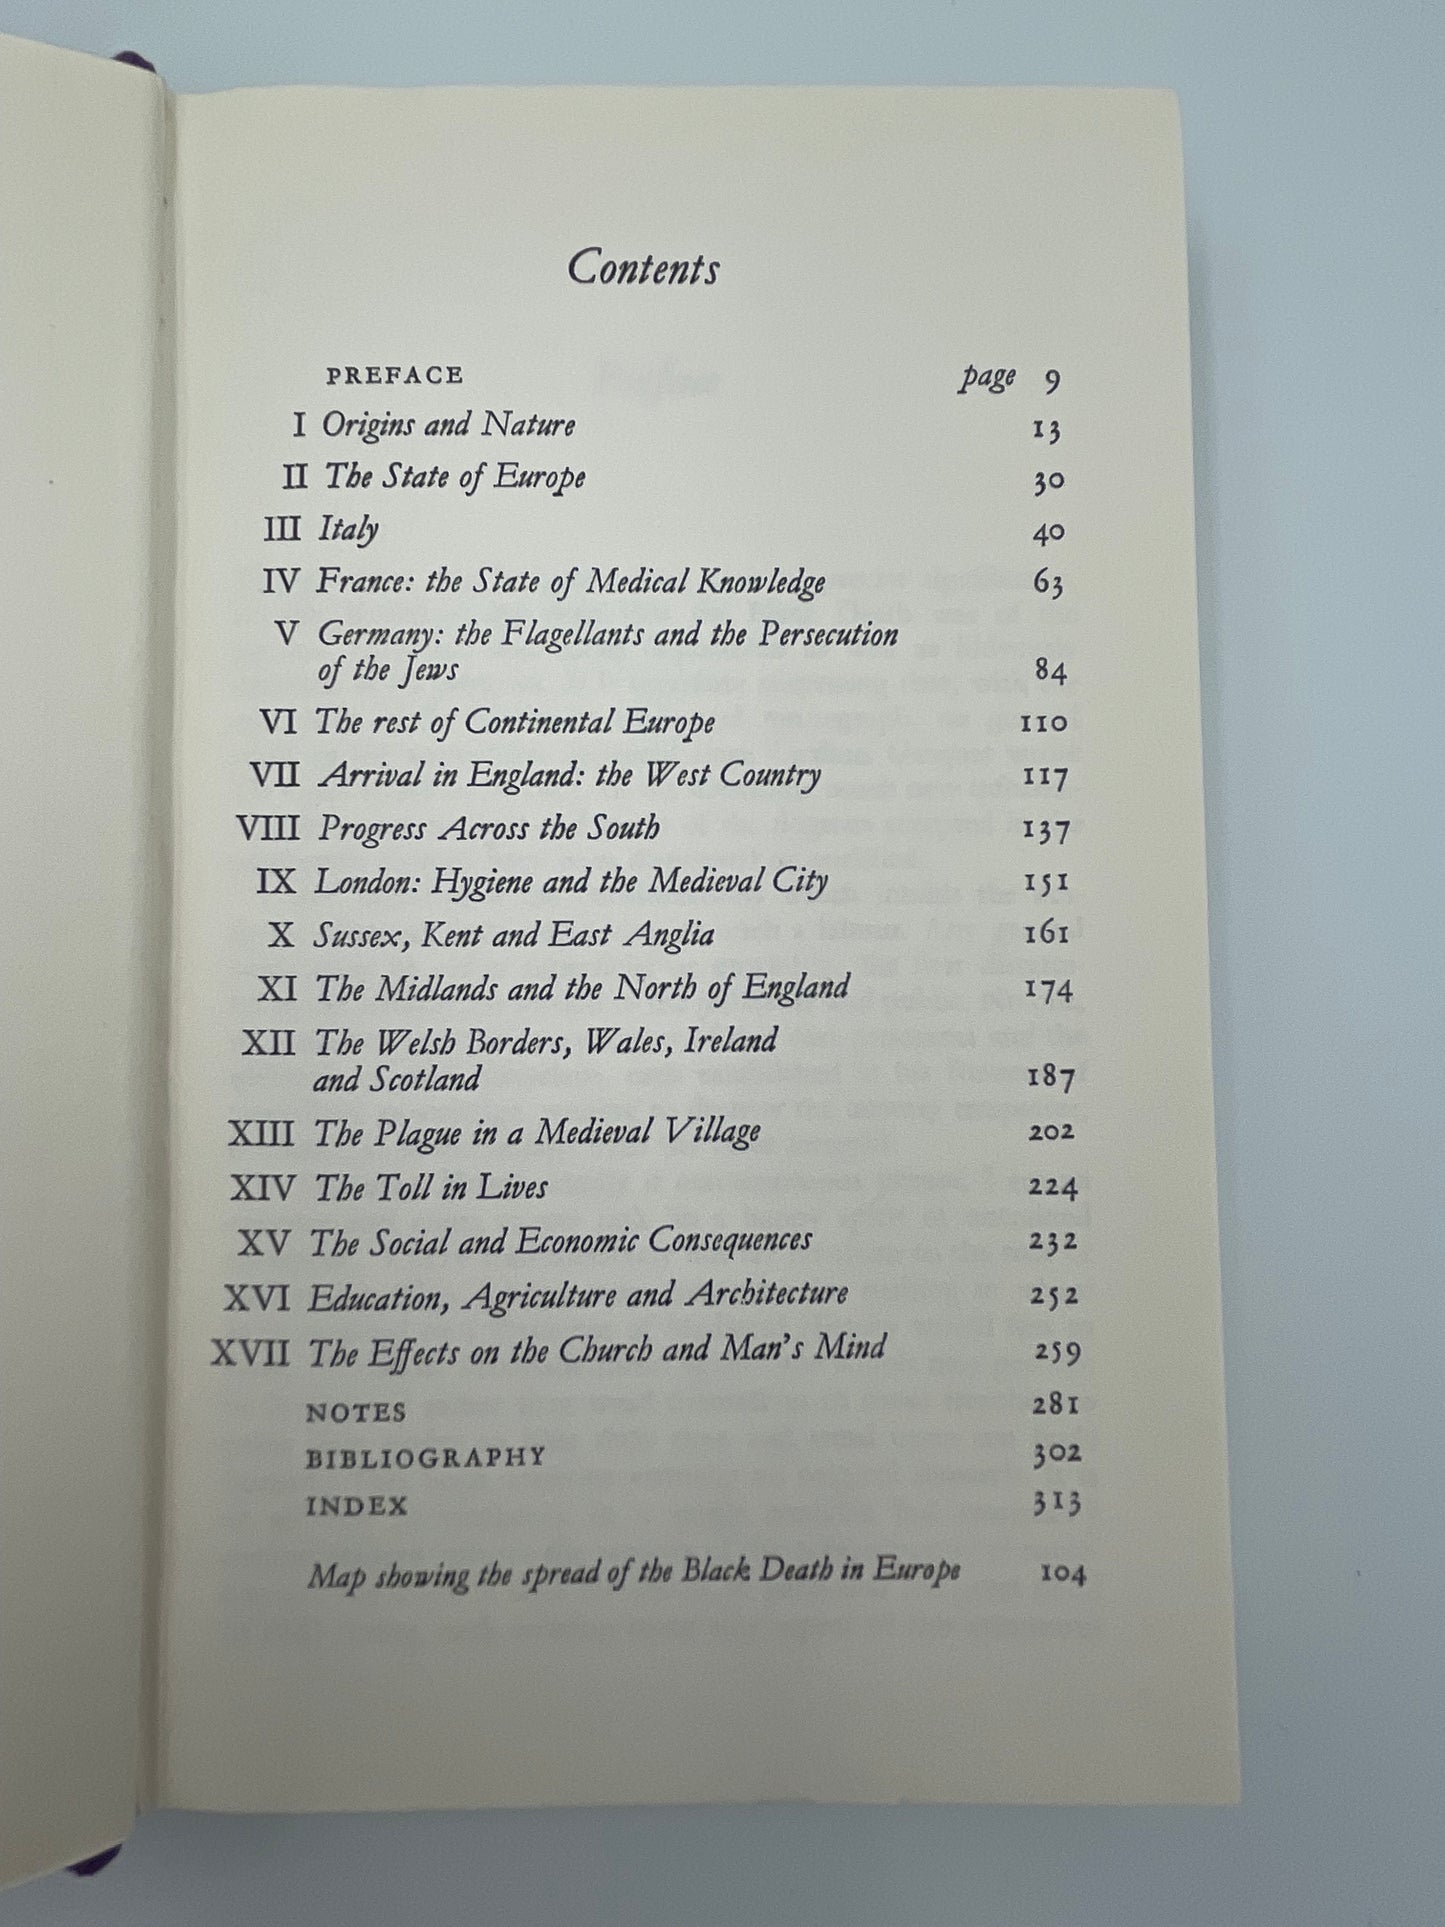 Contents
PREFACE page 9
I Origins and Nature 13
II The State of Europe 30
III Italy 40
IV France: the State of Medical Knowledge 63
V Germany: the Flagellants and the Persecution
of the Jews 84
VI The rest of Continental Europe 110
VII Arrival in England: the West Country 117
VIII Progress Across the South 137
IX London: Hygiene and the Medieval City 151
X Sussex, Kent and East Anglia 161
XI The Midlands and the North of England 174
XII The Welsh Borders, Wales, Ireland
and Scotland 187
XIII The Plague in a Medieval Village 202
XIV The Toll in Lives 224
XV The Social and Economic Consequences 232
XVI Education, Agriculture and Architecture 252
XVII The Effects on the Church and Man's Mind 259
NOTES 281
BIBLIOGRAPHY 302
INDEX 313
Map showing the spread of the Black Death in Europe 104